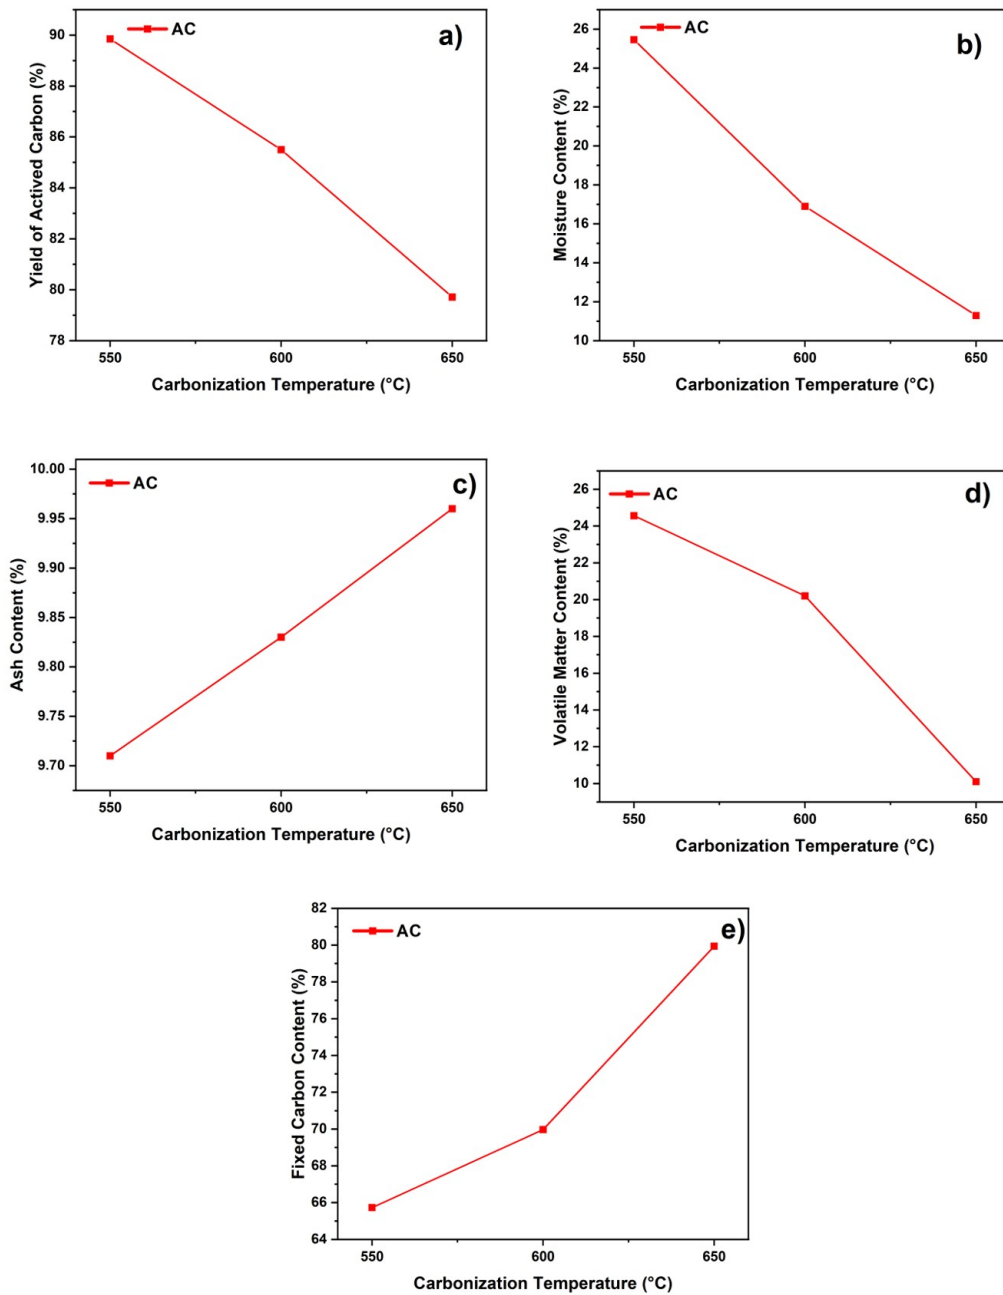 AC
a)
Yield of Actived Carbon (%)
90
88
86
84
82
80
78
550
600
650
Carbonization Temperature (°C)
AC
b)
Moisture Content (%)
26
24
22
20
18
16
14
12
10
550
600
650
Carbonization Temperature (°C)
AC
c)
Ash Content (%)
10.00
9.95
9.90
9.85
9.80
9.75
9.70
550
600
650
Carbonization Temperature (°C)
AC
d)
Volatile Matter Content (%)
26
24
22
20
18
16
14
12
10
550
600
650
Carbonization Temperature (°C)
AC
e)
Fixed Carbon Content (%)
82
80
78
76
74
72
70
68
66
64
550
600
650
Carbonization Temperature (°C)